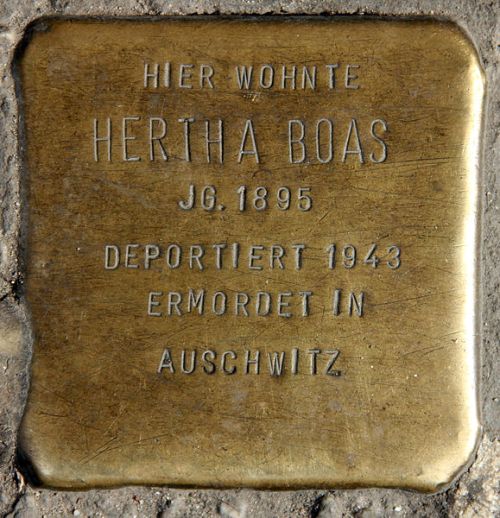 HIER WOHNTE
HERTHA BOAS
JG. 1895
DEPORTIERT 1943
ERMORDET IN
AUSCHWITZ